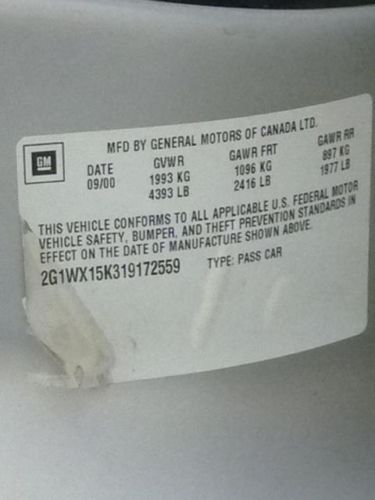 GM
MFD BY GENERAL MOTORS OF CANADA LTD.
DATE GVWR GAWR FRT GAWR RR
09/00 1993 KG 1096 KG 897 KG
4393 LB 2416 LB 1977 LB
THIS VEHICLE CONFORMS TO ALL APPLICABLE U.S. FEDERAL MOTOR
VEHICLE SAFETY, BUMPER, AND THEFT PREVENTION STANDARDS IN
EFFECT ON THE DATE OF MANUFACTURE SHOWN ABOVE.
2G1WX15K319172559 TYPE: PASS CAR